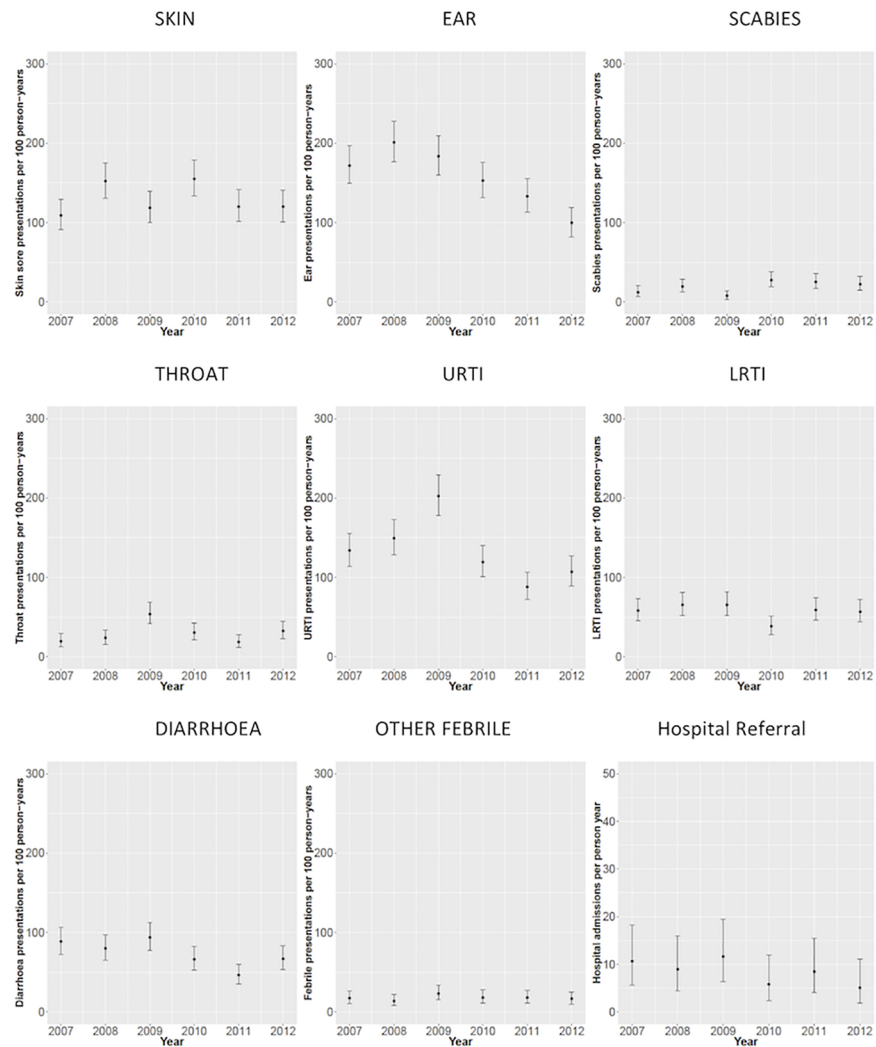 SKIN
EAR
SCABIES
Skin sore presentations per 100 person−years
300
200
100
0
2007 2008 2009 2010 2011 2012
Year
Ear presentations per 100 person−years
300
200
100
0
2007 2008 2009 2010 2011 2012
Year
Scabies presentations per 100 person−years
300
200
100
0
2007 2008 2009 2010 2011 2012
Year
THROAT
URTI
LRTI
Throat presentations per 100 person−years
300
200
100
0
2007 2008 2009 2010 2011 2012
Year
URTI presentations per 100 person−years
300
200
100
0
2007 2008 2009 2010 2011 2012
Year
LRTI presentations per 100 person−years
300
200
100
0
2007 2008 2009 2010 2011 2012
Year
DIARRHOEA
OTHER FEBRILE
Hospital Referral
Diarrhoea presentations per 100 person−years
300
200
100
0
2007 2008 2009 2010 2011 2012
Year
Febrile presentations per 100 person−years
300
200
100
0
2007 2008 2009 2010 2011 2012
Year
Hospital admissions per person year
50
40
30
20
10
0
2007 2008 2009 2010 2011 2012
Year